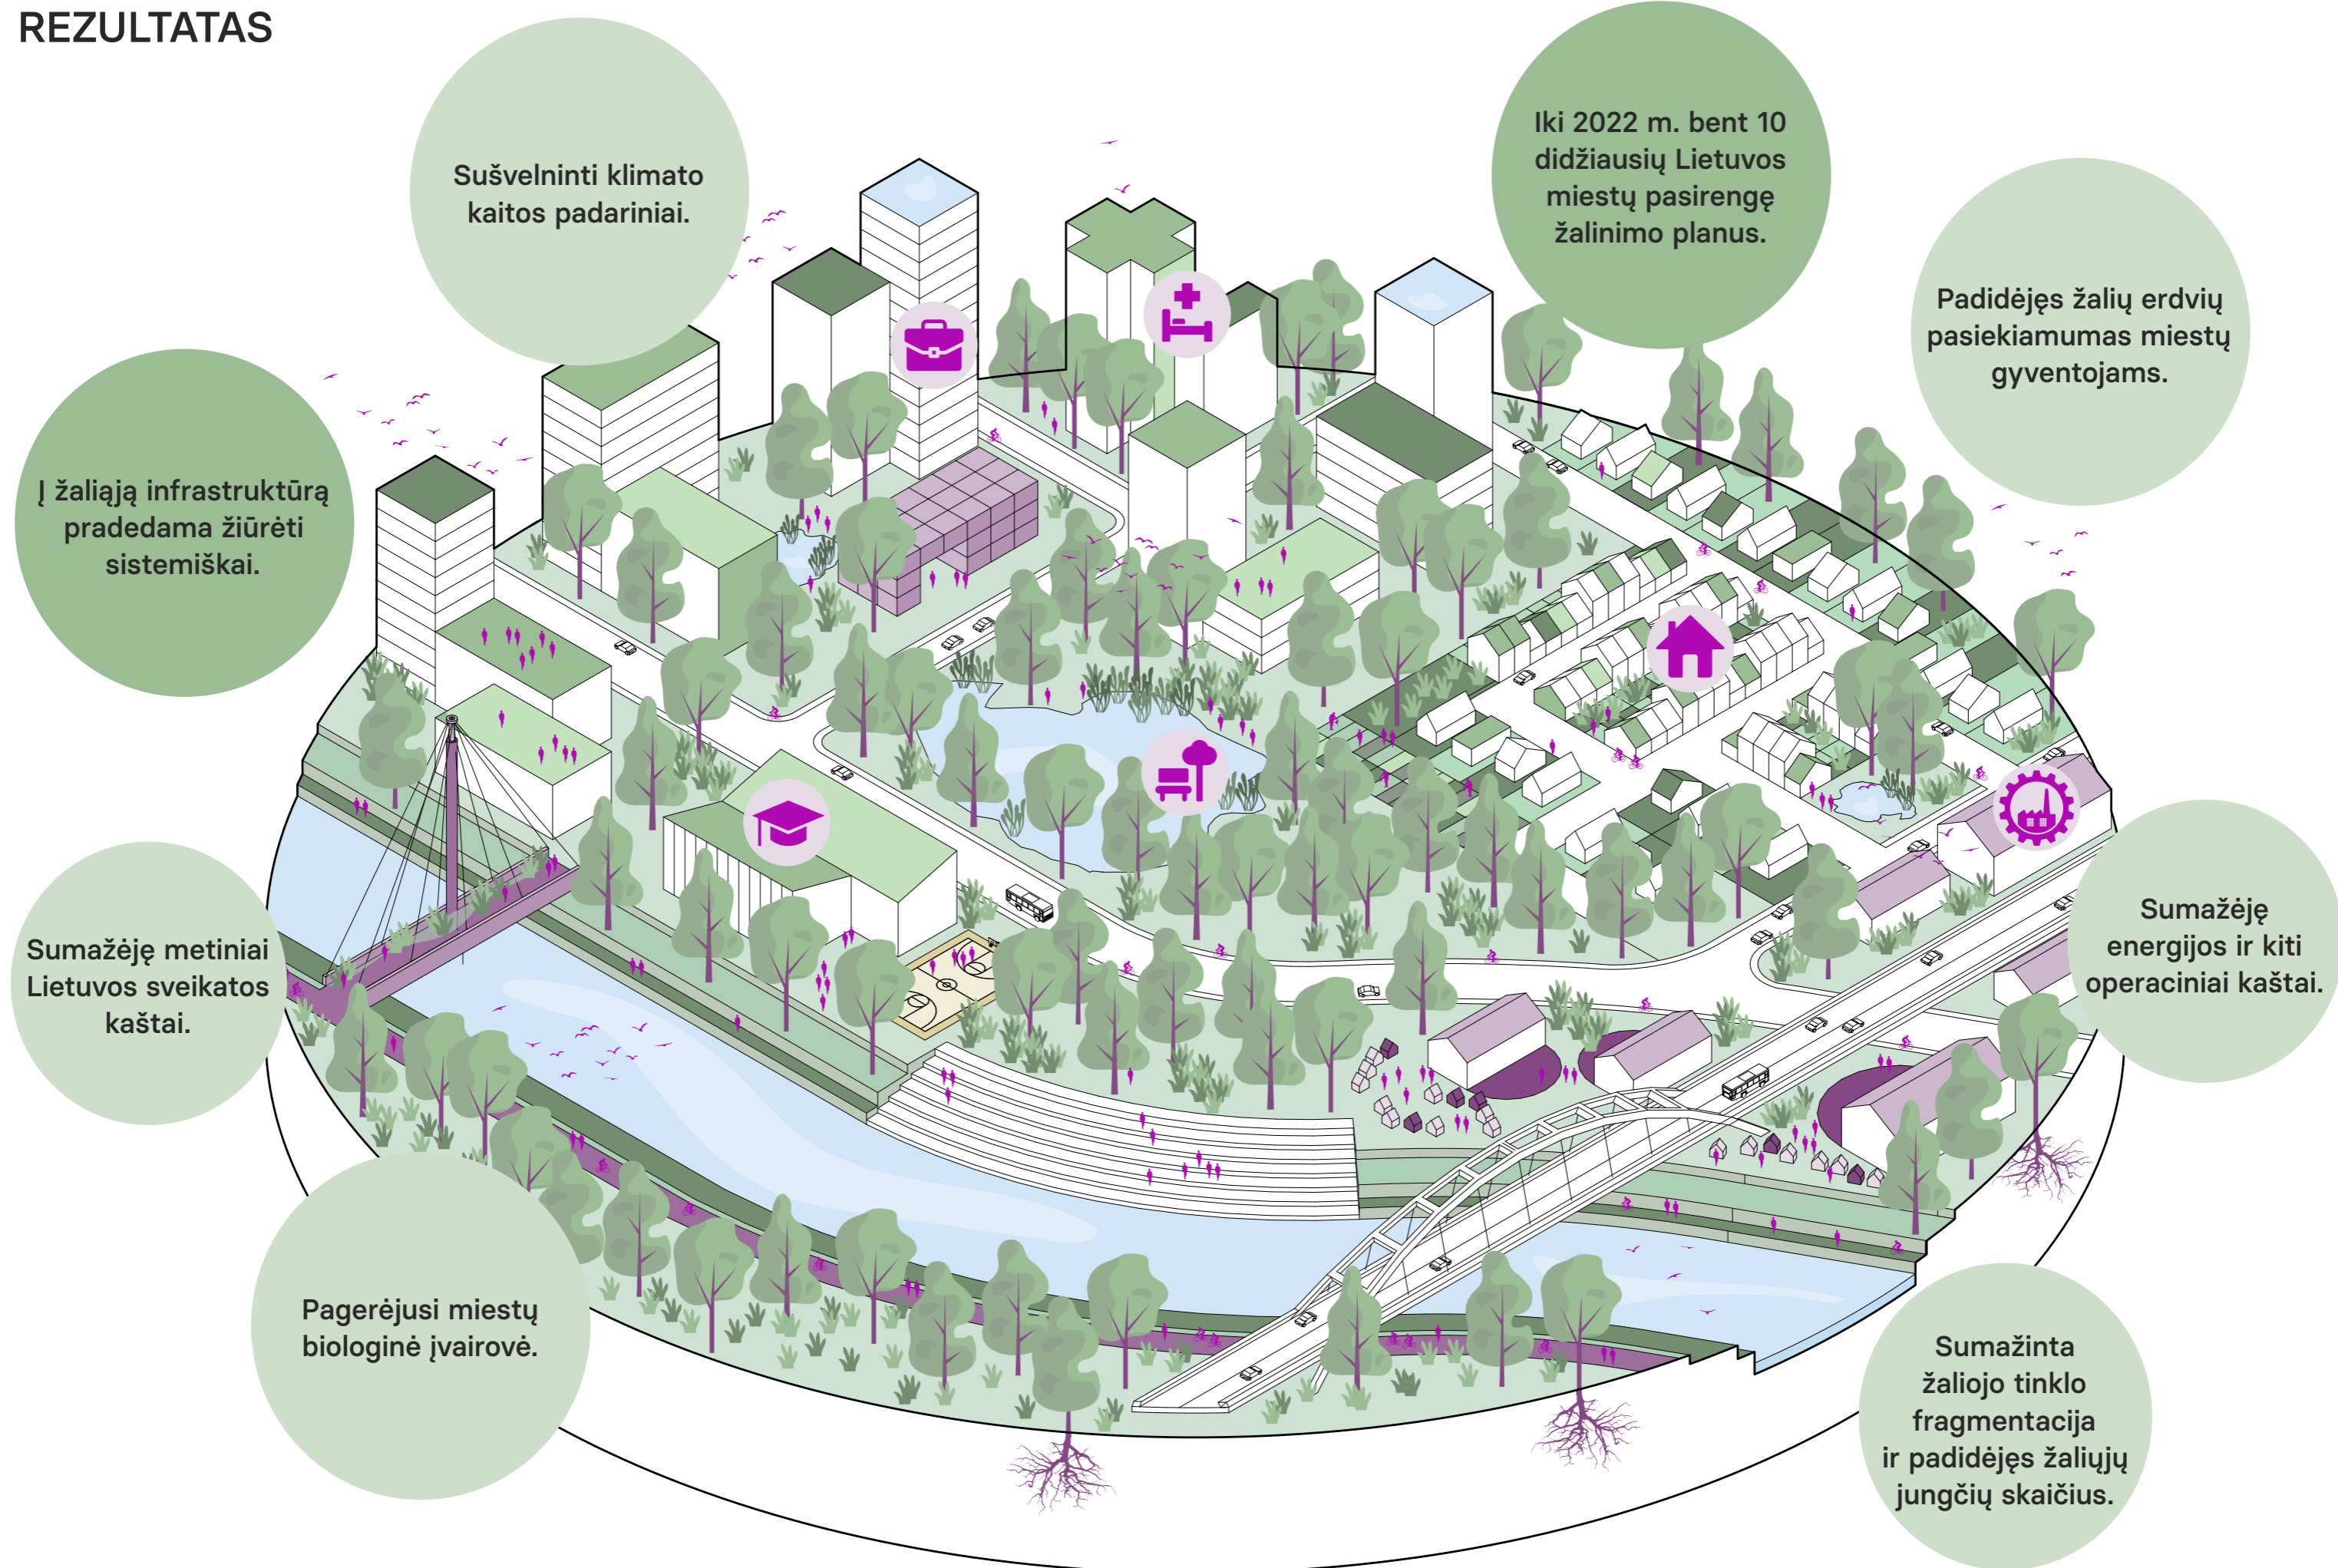 REZULTATAS
Sušvelninti klimato
kaitos padariniai.
Iki 2022 m. bent 10
didžiausių Lietuvos
miestų pasirengę
žalinimo planus.
Padidėjęs žalių erdvių
pasiekiamumas miestų
gyventojams.
Į žaliąją infrastruktūrą
pradedama žiūrėti
sistemiškai.
Sumažėję metiniai
Lietuvos sveikatos
kaštai.
Sumažėję
energijos ir kiti
operaciniai kaštai.
Pagerėjusi miestų
biologinė įvairovė.
Sumažinta
žaliojo tinklo
fragmentacija
ir padidėjęs žaliųjų
jungčių skaičius.